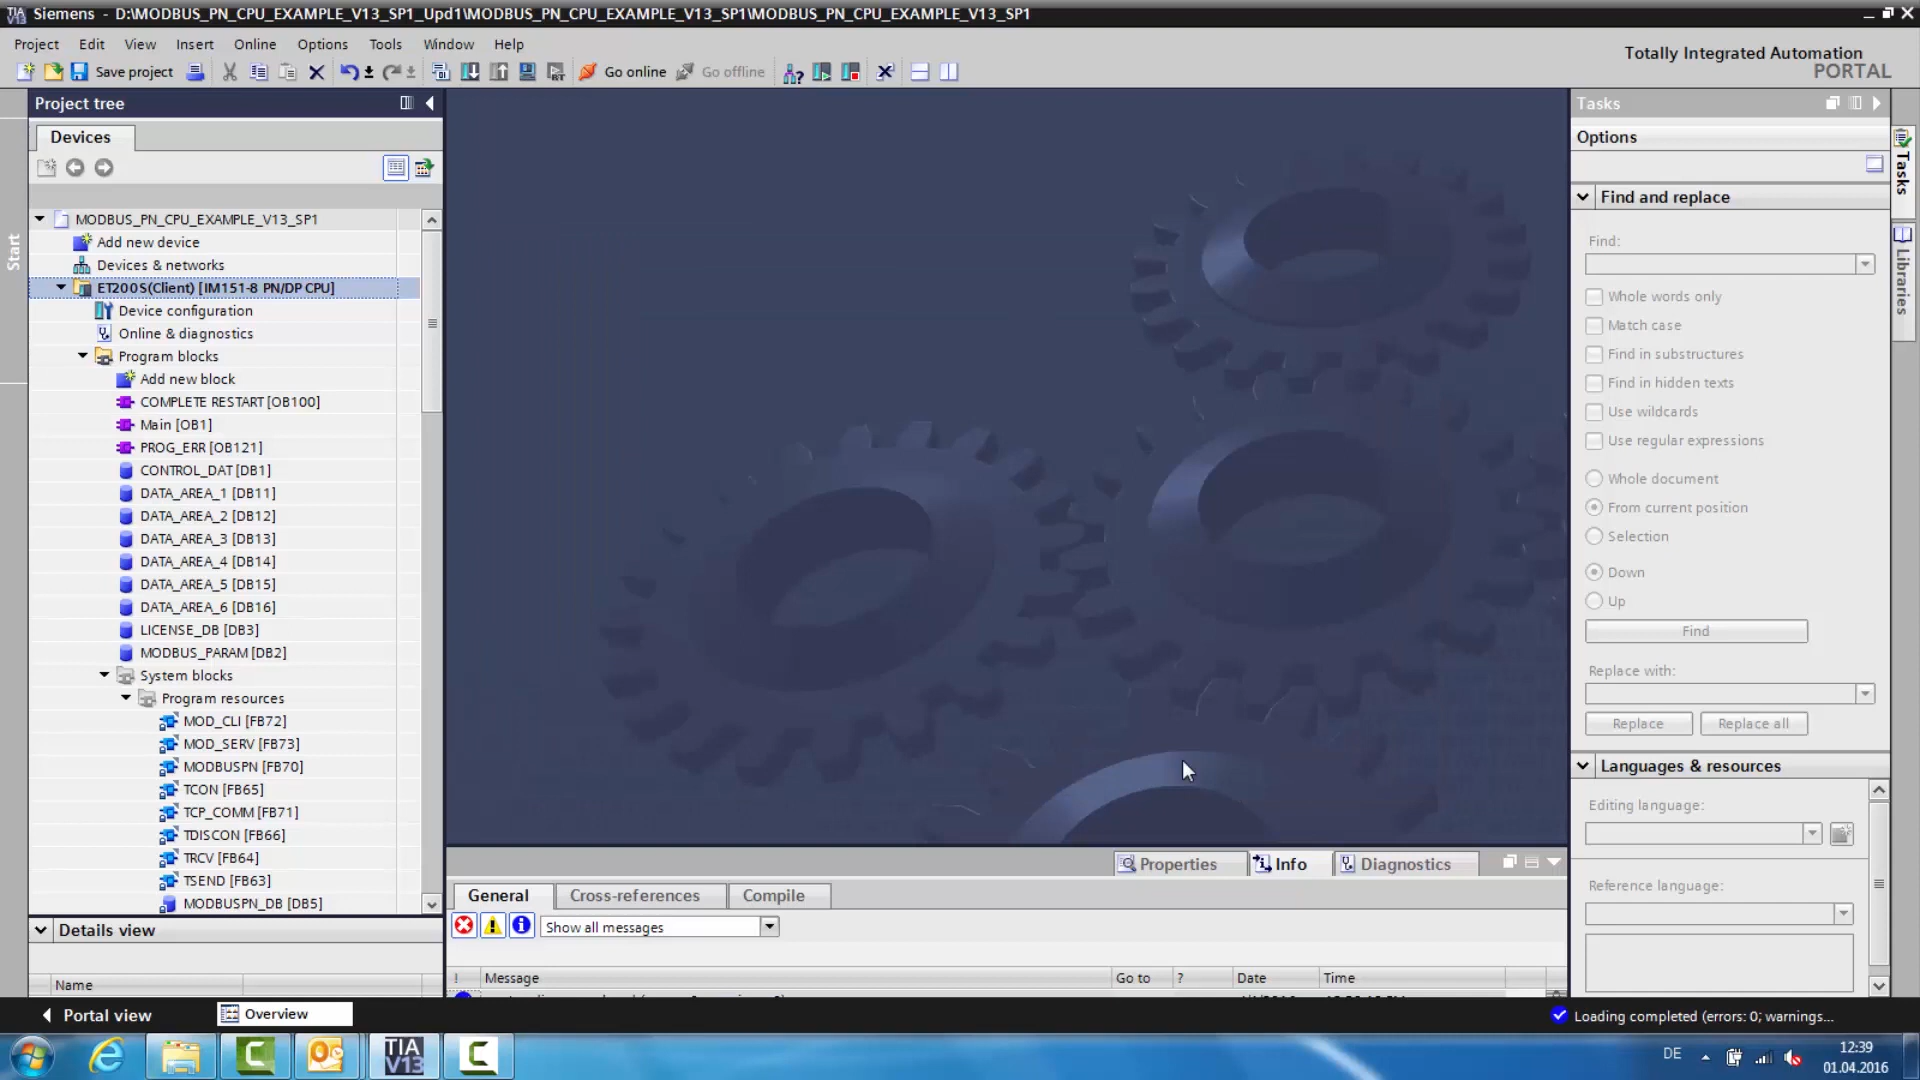 Siemens - D:\MODBUS_PN_CPU_EXAMPLE_V13_SP1_Upd1\MODBUS_PN_CPU_EXAMPLE_V13_SP1\MODBUS_PN_CPU_EXAMPLE_V13_SP1
Project Edit View Insert Online Options Tools Window Help
Totally Integrated Automation
PORTAL
Save project Go online Go offline
Project tree
Devices
Start
MODBUS_PN_CPU_EXAMPLE_V13_SP1
Add new device
Devices & networks
ET200S(Client) [IM151-8 PN/DP CPU]
Device configuration
Online & diagnostics
Program blocks
Add new block
COMPLETE RESTART [OB100]
Main [OB1]
PROG_ERR [OB121]
CONTROL_DAT [DB1]
DATA_AREA_1 [DB11]
DATA_AREA_2 [DB12]
DATA_AREA_3 [DB13]
DATA_AREA_4 [DB14]
DATA_AREA_5 [DB15]
DATA_AREA_6 [DB16]
LICENSE_DB [DB3]
MODBUS_PARAM [DB2]
System blocks
Program resources
MOD_CLI [FB72]
MOD_SERV [FB73]
MODBUSPN [FB70]
TCON [FB65]
TCP_COMM [FB71]
TDISCON [FB66]
TRCV [FB64]
TSEND [FB63]
MODBUSPN_DB [DB5]
Details view
Name
Properties Info Diagnostics
General Cross-references Compile
Show all messages
! Message Go to ? Date Time
Tasks
Options
Find and replace
Find:
Whole words only
Match case
Find in substructures
Find in hidden texts
Use wildcards
Use regular expressions
Whole document
From current position
Selection
Down
Up
Find
Replace with:
Replace Replace all
Languages & resources
Editing language:
Reference language:
Tasks
Libraries
Portal view Overview
Loading completed (errors: 0; warnings...
TIA V13
DE
12:39
01.04.2016